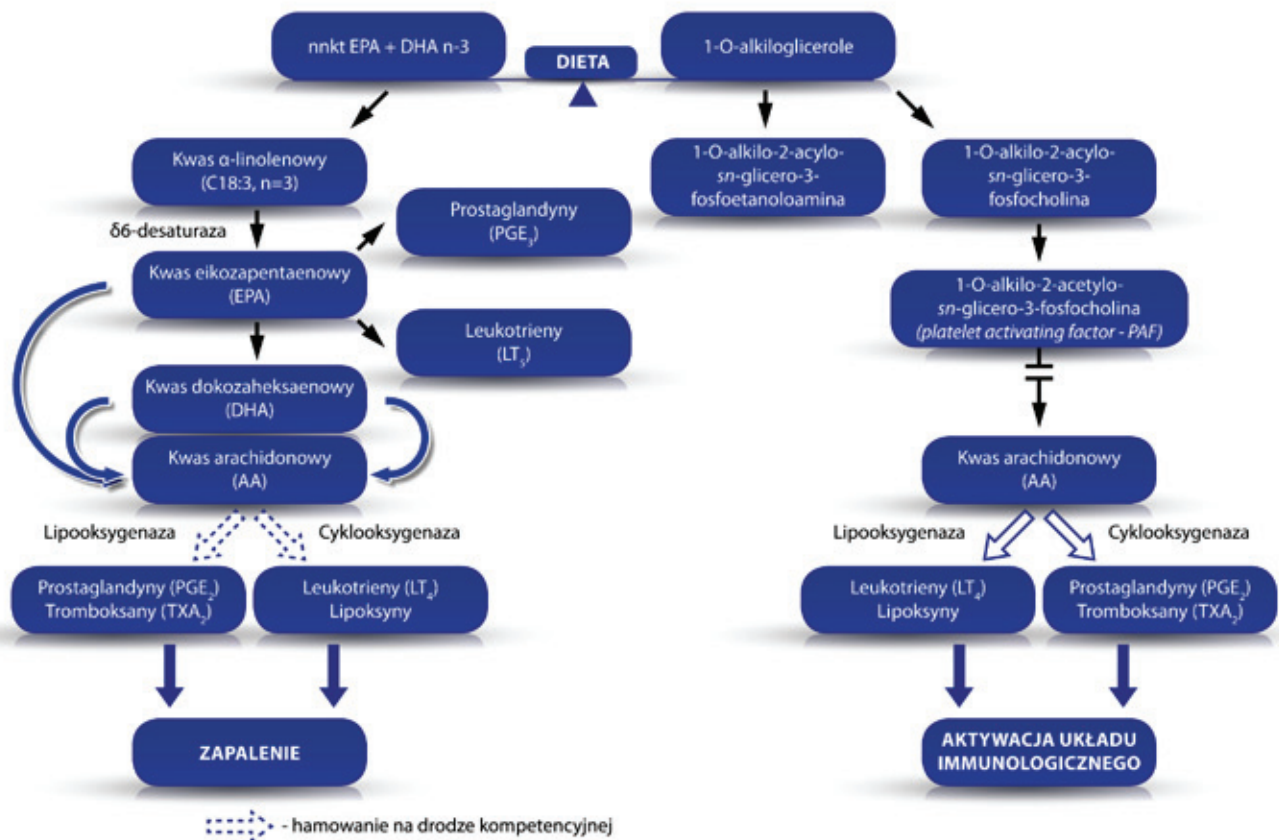 nnkt EPA + DHA n-3
DIETA
1-O-alkiloglicerole
Kwas α-linolenowy
(C18:3, n=3)
1-O-alkilo-2-acylo-
sn-glicero-3-
fosfoetanoloamina
1-O-alkilo-2-acylo-
sn-glicero-3-
fosfocholina
δ6-desaturaza
Prostaglandyny
(PGE₃)
Kwas eikozapentaenowy
(EPA)
1-O-alkilo-2-acetylo-
sn-glicero-3-fosfocholina
(platelet activating factor - PAF)
Leukotrieny
(LT₅)
Kwas dokozaheksaenowy
(DHA)
Kwas arachidonowy
(AA)
Kwas arachidonowy
(AA)
Lipooksygenaza
Cyklooksygenaza
Lipooksygenaza
Cyklooksygenaza
Prostaglandyny (PGE₂)
Tromboksany (TXA₂)
Leukotrieny (LT₄)
Lipoksyny
Leukotrieny (LT₄)
Lipoksyny
Prostaglandyny (PGE₂)
Tromboksany (TXA₂)
ZAPALENIE
AKTYWACJA UKŁADU
IMMUNOLOGICZNEGO
- hamowanie na drodze kompetencyjnej